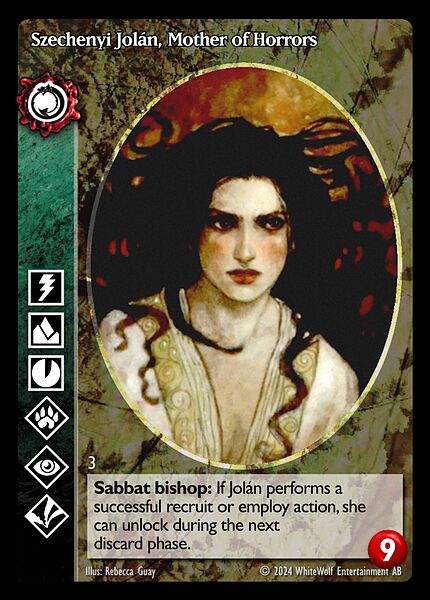 Szechenyi Jolán, Mother of Horrors
3
Sabbat bishop: If Jolán performs a
successful recruit or employ action, she
can unlock during the next
discard phase.
9
Illus: Rebecca Guay
© 2024 WhiteWolf Entertainment AB